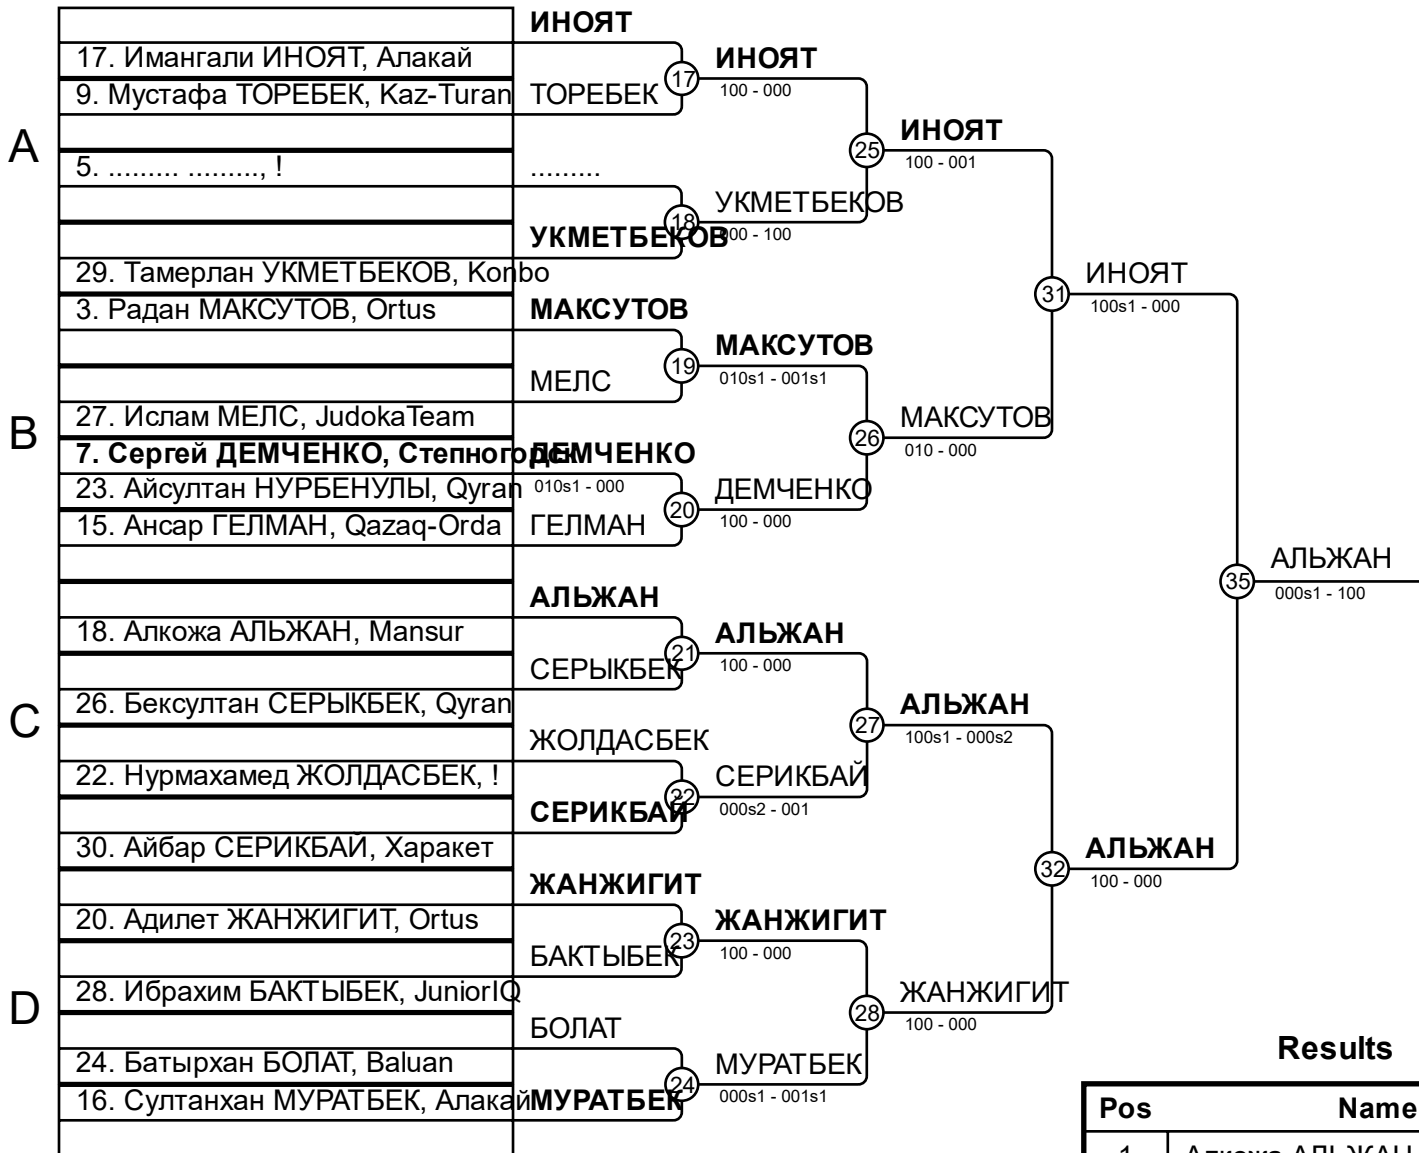 ИНОЯТ
17. Имангали ИНОЯТ, Алакай
17
ИНОЯТ
100 - 000
9. Мустафа ТОРЕБЕК, Kaz-Turan
ТОРЕБЕК
A
25
ИНОЯТ
100 - 001
5. ......... ........., !
.........
18
УКМЕТБЕКОВ
000 - 100
УКМЕТБЕКОВ
29. Тамерлан УКМЕТБЕКОВ, Konbo
31
ИНОЯТ
100s1 - 000
3. Радан МАКСУТОВ, Ortus
МАКСУТОВ
19
МАКСУТОВ
010s1 - 001s1
МЕЛС
27. Ислам МЕЛС, JudokaTeam
B
26
МАКСУТОВ
010 - 000
7. Сергей ДЕМЧЕНКО, Степногорск
ДЕМЧЕНКО
23. Айсултан НУРБЕНУЛЫ, Qyran
010s1 - 000
20
ДЕМЧЕНКО
100 - 000
15. Ансар ГЕЛМАН, Qazaq-Orda
ГЕЛМАН
35
АЛЬЖАН
000s1 - 100
АЛЬЖАН
18. Алкожа АЛЬЖАН, Mansur
21
АЛЬЖАН
100 - 000
СЕРЫКБЕК
26. Бексултан СЕРЫКБЕК, Qyran
C
27
АЛЬЖАН
100s1 - 000s2
ЖОЛДАСБЕК
22. Нурмахамед ЖОЛДАСБЕК, !
22
СЕРИКБАЙ
000s2 - 001
СЕРИКБАЙ
30. Айбар СЕРИКБАЙ, Харакет
32
АЛЬЖАН
100 - 000
ЖАНЖИГИТ
20. Адилет ЖАНЖИГИТ, Ortus
23
ЖАНЖИГИТ
100 - 000
БАКТЫБЕК
28. Ибрахим БАКТЫБЕК, JuniorIQ
D
28
ЖАНЖИГИТ
100 - 000
БОЛАТ
24. Батырхан БОЛАТ, Baluan
24
МУРАТБЕК
000s1 - 001s1
16. Султанхан МУРАТБЕК, Алакай
МУРАТБЕК
Results
Pos Name
1 Алкожа АЛЬЖАН